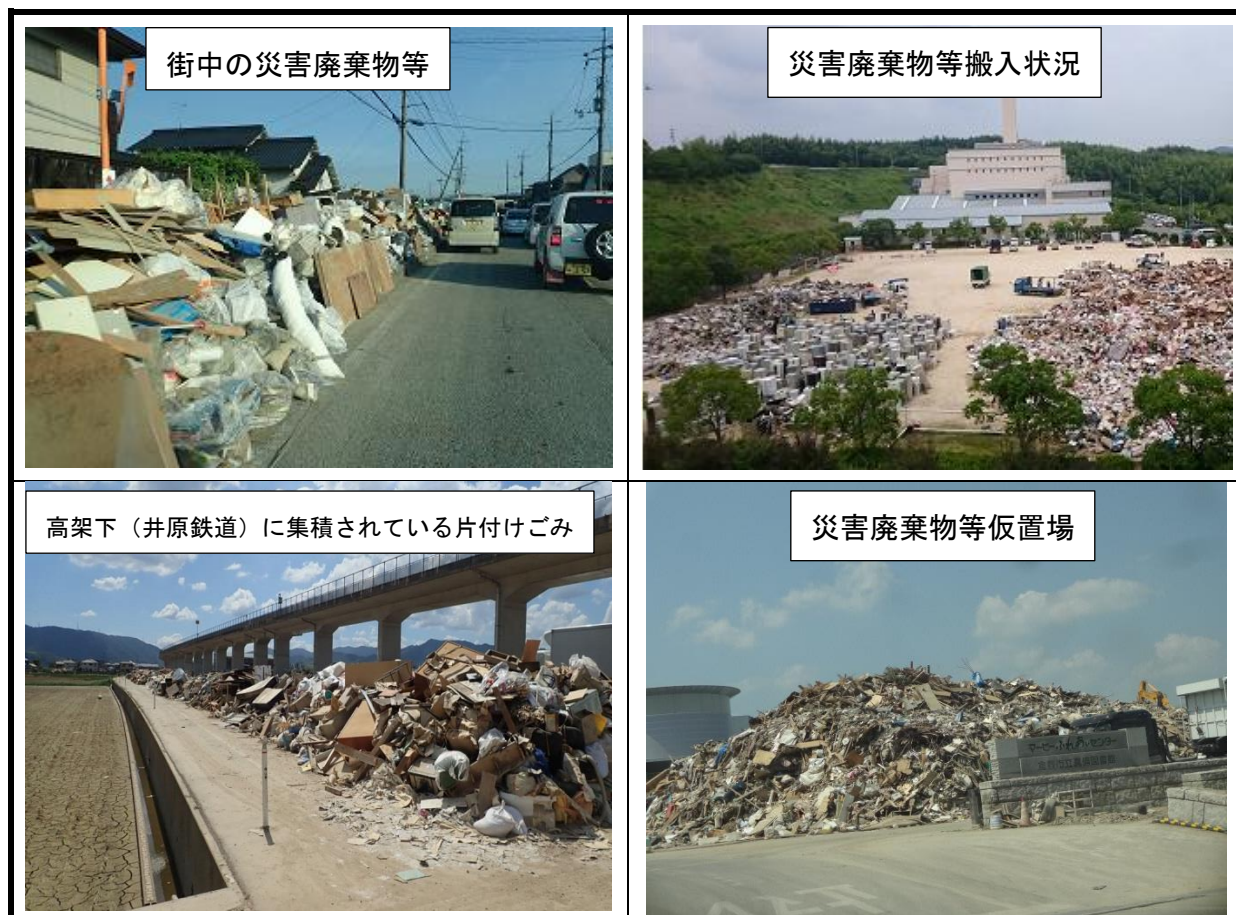 街中の災害廃棄物等
災害廃棄物等搬入状況
高架下（井原鉄道）に集積されている片付けごみ
災害廃棄物等仮置場